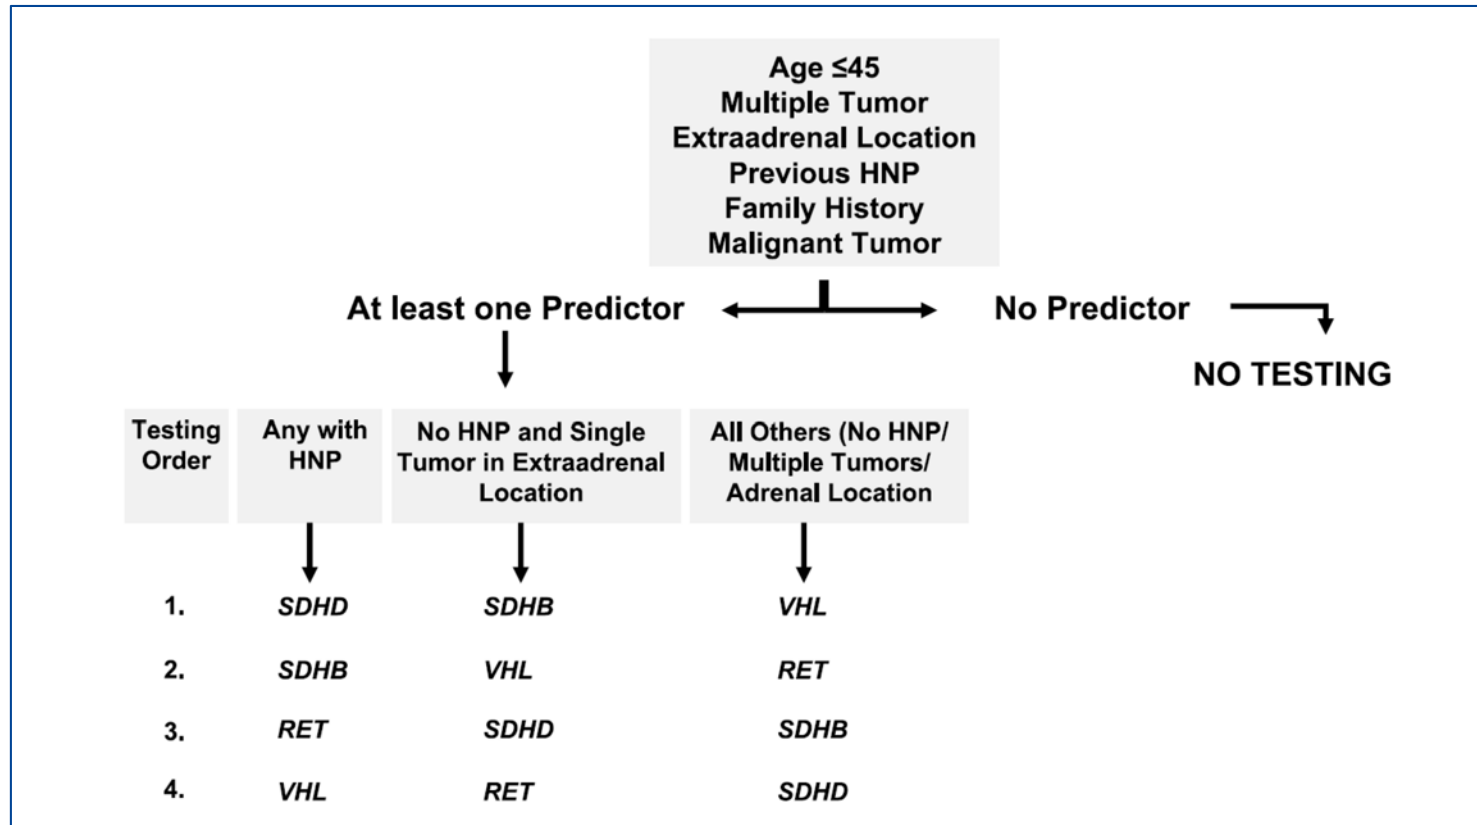 Age ≤45
Multiple Tumor
Extraadrenal Location
Previous HNP
Family History
Malignant Tumor
At least one Predictor
No Predictor
NO TESTING
Testing
Order
Any with
HNP
No HNP and Single
Tumor in Extraadrenal
Location
All Others (No HNP/
Multiple Tumors/
Adrenal Location
1. SDHD SDHB VHL
2. SDHB VHL RET
3. RET SDHD SDHB
4. VHL RET SDHD